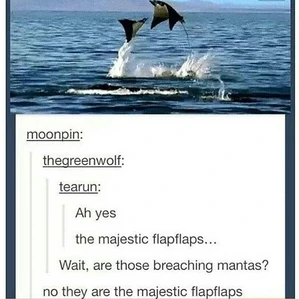 moonpin:
thegreenwolf:
tearun:
Ah yes
the majestic flapflaps...
Wait, are those breaching mantas?
no they are the majestic flapflaps